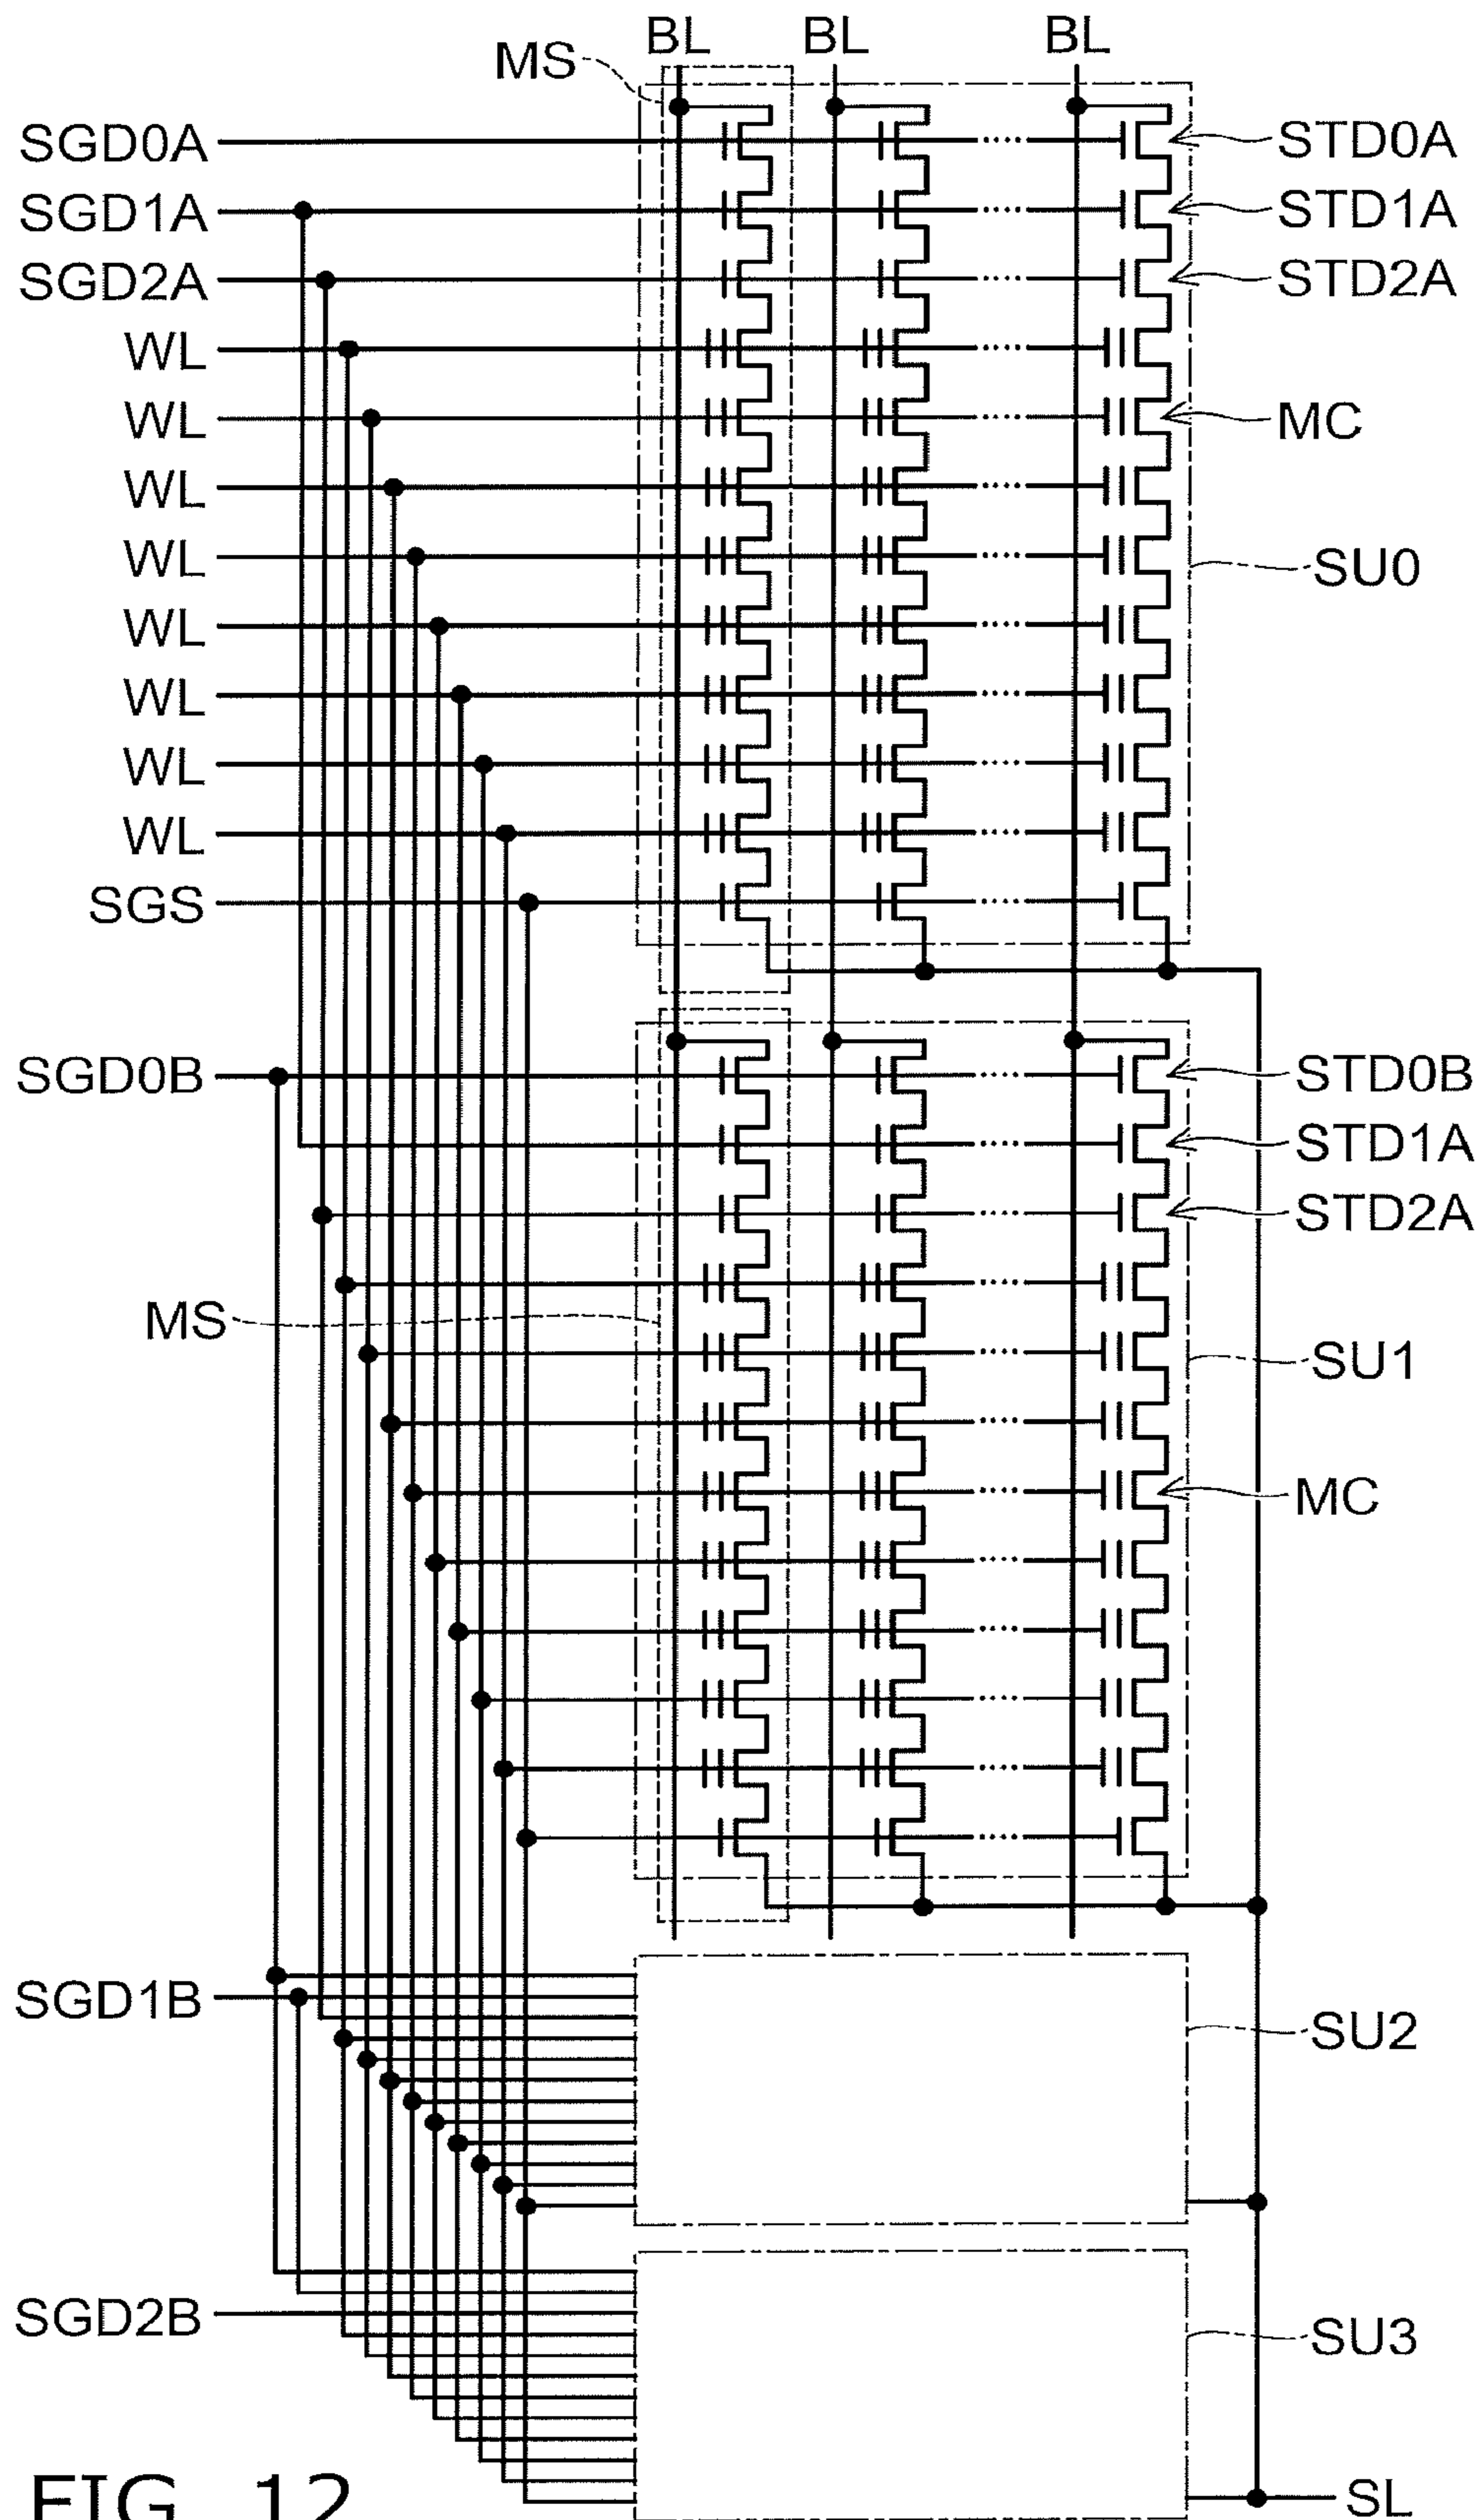 BL BL BL
MS
SGD0A STD0A
SGD1A STD1A
SGD2A STD2A
WL
WL MC
WL
WL SU0
WL
WL
WL
WL
SGS
SGD0B STD0B
STD1A
STD2A
MS SU1
MC
SGD1B SU2
SGD2B SU3
FIG. 12 SL